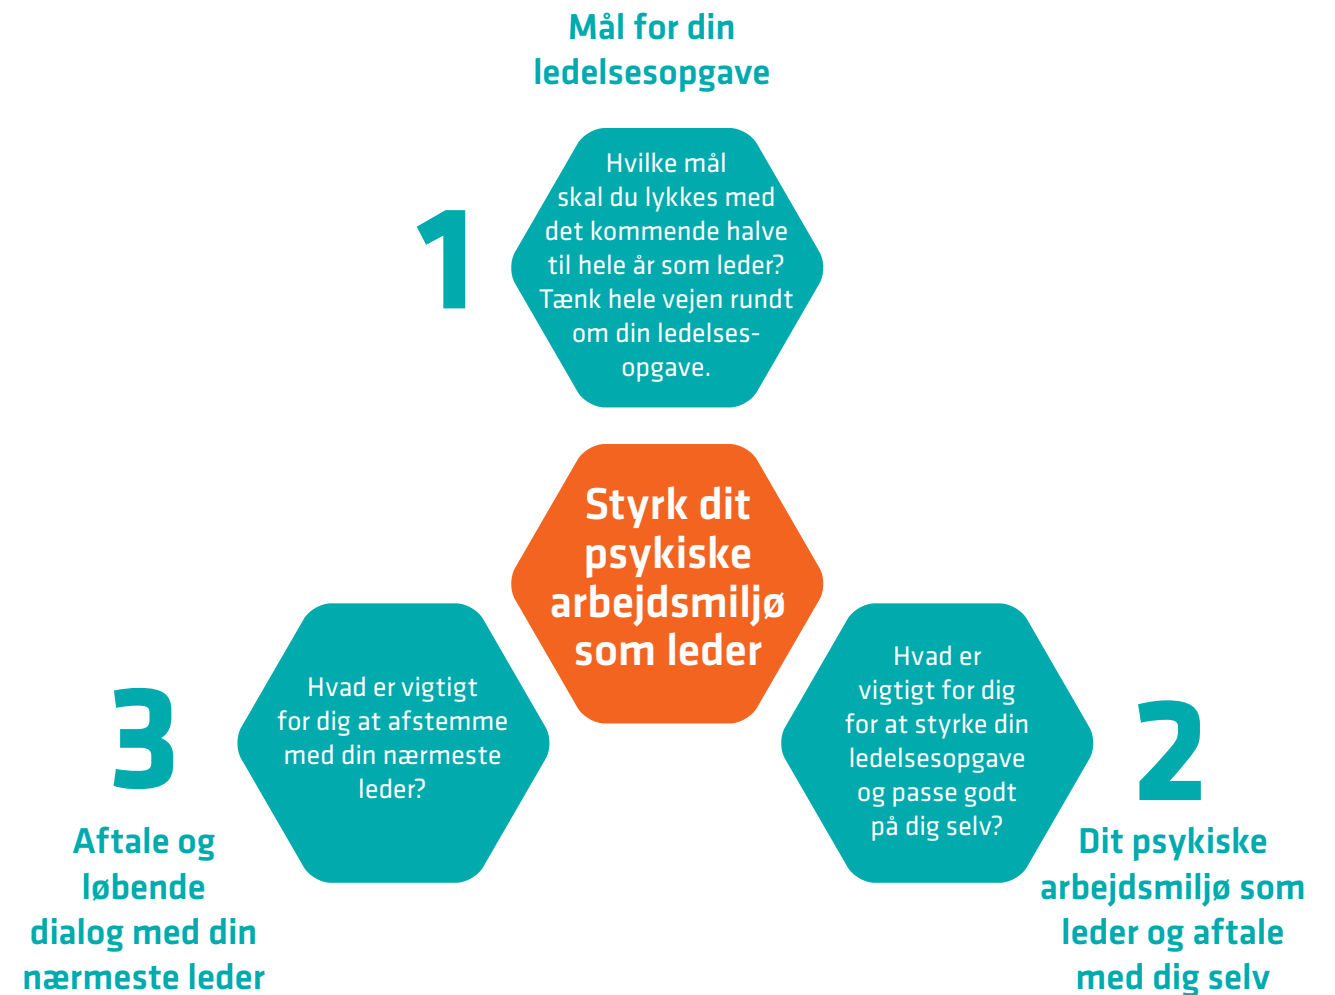 Mål for din
ledelsesopgave
1
Hvilke mål
skal du lykkes med
det kommende halve
til hele år som leder?
Tænk hele vejen rundt
om din ledelses-
opgave.
Styrk dit
psykiske
arbejdsmiljø
som leder
Hvad er
vigtigt for dig
for at styrke din
ledelsesopgave
og passe godt
på dig selv?
2
Dit psykiske
arbejdsmiljø som
leder og aftale
med dig selv
Hvad er vigtigt
for dig at afstemme
med din nærmeste
leder?
3
Aftale og
løbende
dialog med din
nærmeste leder